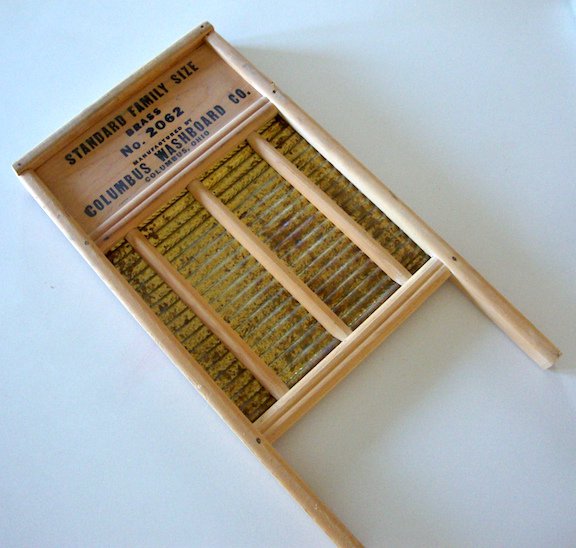 STANDARD FAMILY SIZE
BRASS
No. 2062
MANUFACTURED BY
COLUMBUS WASHBOARD CO.
COLUMBUS, OHIO